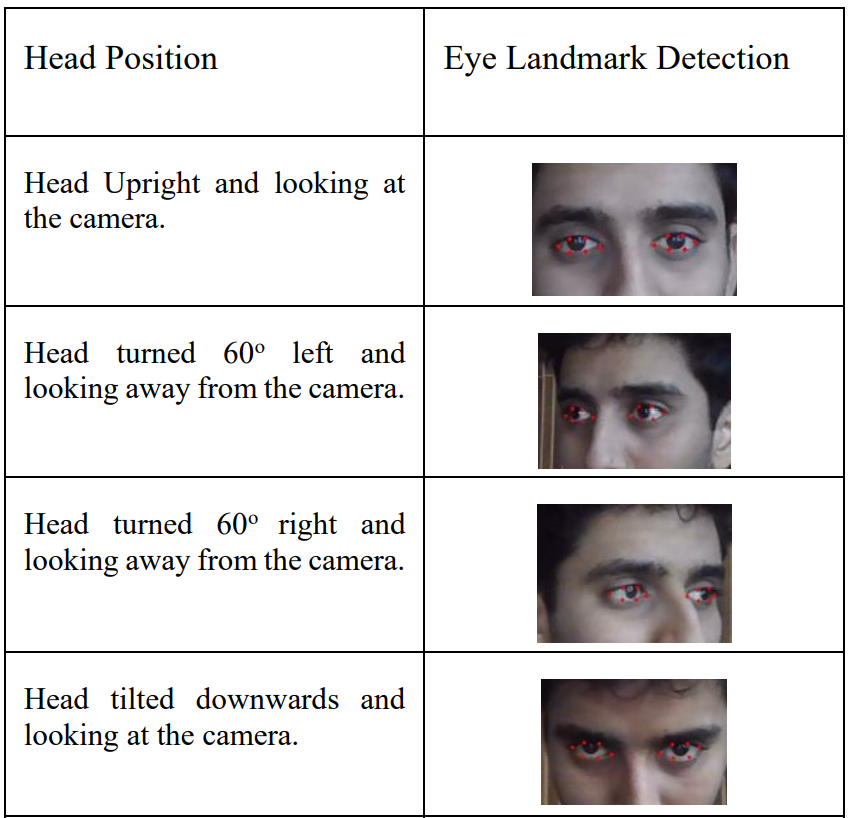 Head Position
Eye Landmark Detection
Head Upright and looking at
the camera.
Head turned 60° left and
looking away from the camera.
Head turned 60° right and
looking away from the camera.
Head tilted downwards and
looking at the camera.